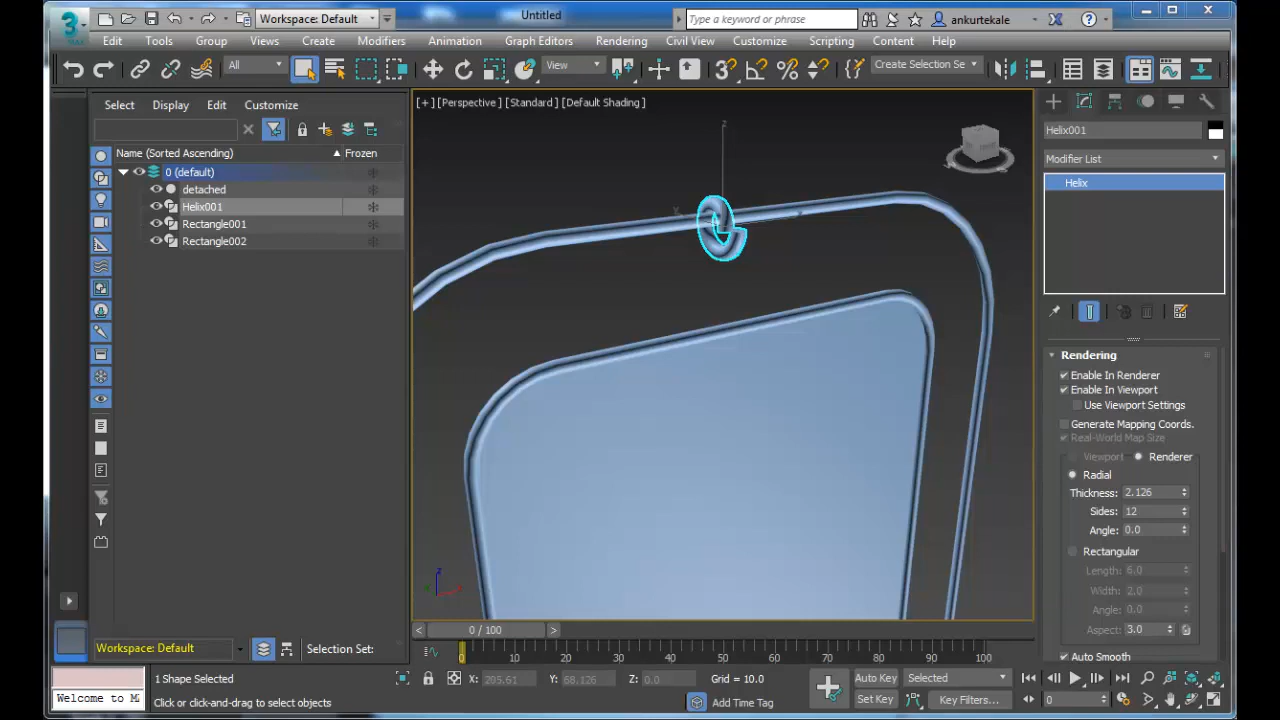 Workspace: Default
Untitled
Type a keyword or phrase
ankurtekale
Edit Tools Group Views Create Modifiers Animation Graph Editors Rendering Civil View Customize Scripting Content Help
All
View
Create Selection Se
Select Display Edit Customize
Name (Sorted Ascending) Frozen
0 (default)
detached
Helix001
Rectangle001
Rectangle002
[+] [Perspective ] [Standard ] [Default Shading ]
Helix001
Modifier List
Helix
Rendering
Enable In Renderer
Enable In Viewport
Use Viewport Settings
Generate Mapping Coords.
Real-World Map Size
Viewport Renderer
Radial
Thickness: 2.126
Sides: 12
Angle: 0.0
Rectangular
Length: 6.0
Width: 2.0
Angle: 0.0
Aspect: 3.0
Auto Smooth
0 / 100
0 10 20 30 40 50 60 70 80 90 100
Workspace: Default
Selection Set:
1 Shape Selected
X: 205.61 Y: 68.126 Z: 0.0 Grid = 10.0
Auto Key Selected
Welcome to M
Click or click-and-drag to select objects
Add Time Tag
Set Key Key Filters...
0